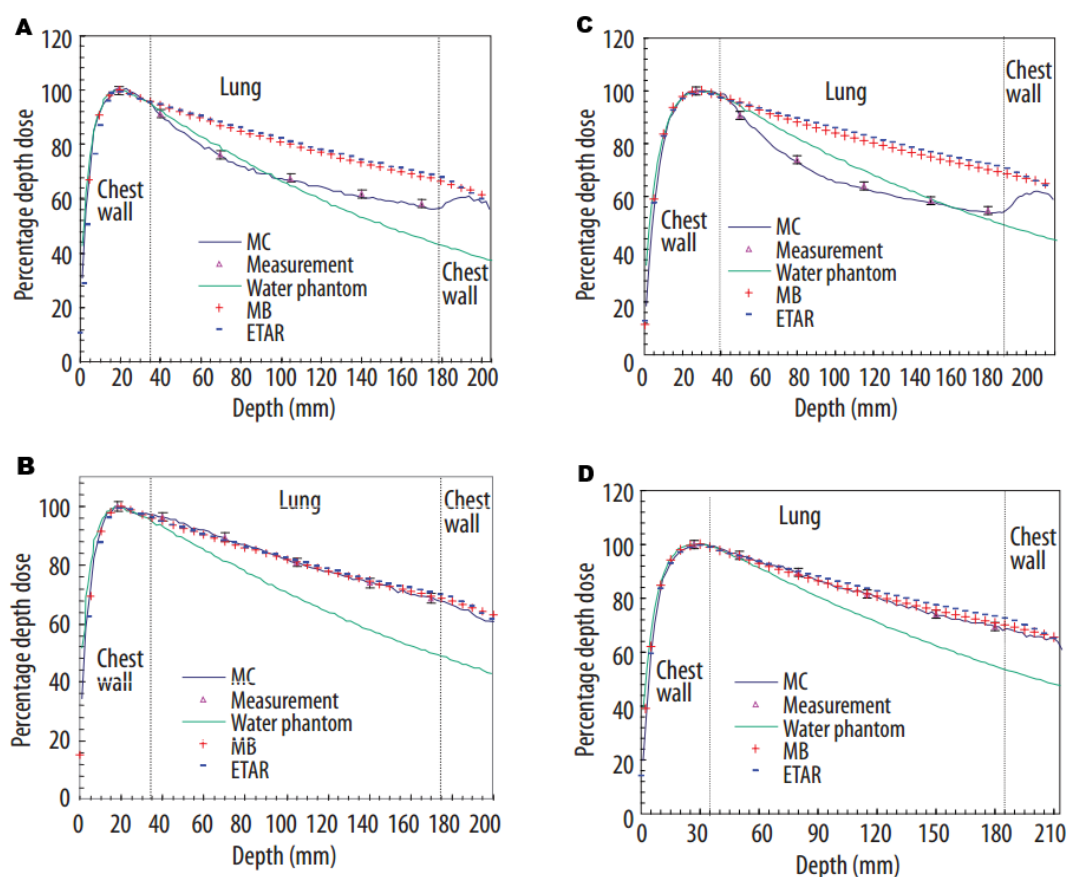 A
120
100
80
60
40
20
0
Percentage depth dose
Lung
Chest
wall
MC
Measurement
Water phantom
MB
ETAR
Chest
wall
0 20 40 60 80 100 120 140 160 180 200
Depth (mm)
C
120
100
80
60
40
20
0
Percentage depth dose
Lung
Chest
wall
Chest
wall
MC
Measurement
Water phantom
MB
ETAR
0 20 40 60 80 100 120 140 160 180 200
Depth (mm)
B
100
80
60
40
20
0
Percentage depth dose
Lung
Chest
wall
Chest
wall
MC
Measurement
Water phantom
MB
ETAR
0 20 40 60 80 100 120 140 160 180 200
Depth (mm)
D
120
100
80
60
40
20
0
Percentage depth dose
Lung
Chest
wall
Chest
wall
MC
Measurement
Water phantom
MB
ETAR
0 30 60 90 120 150 180 210
Depth (mm)